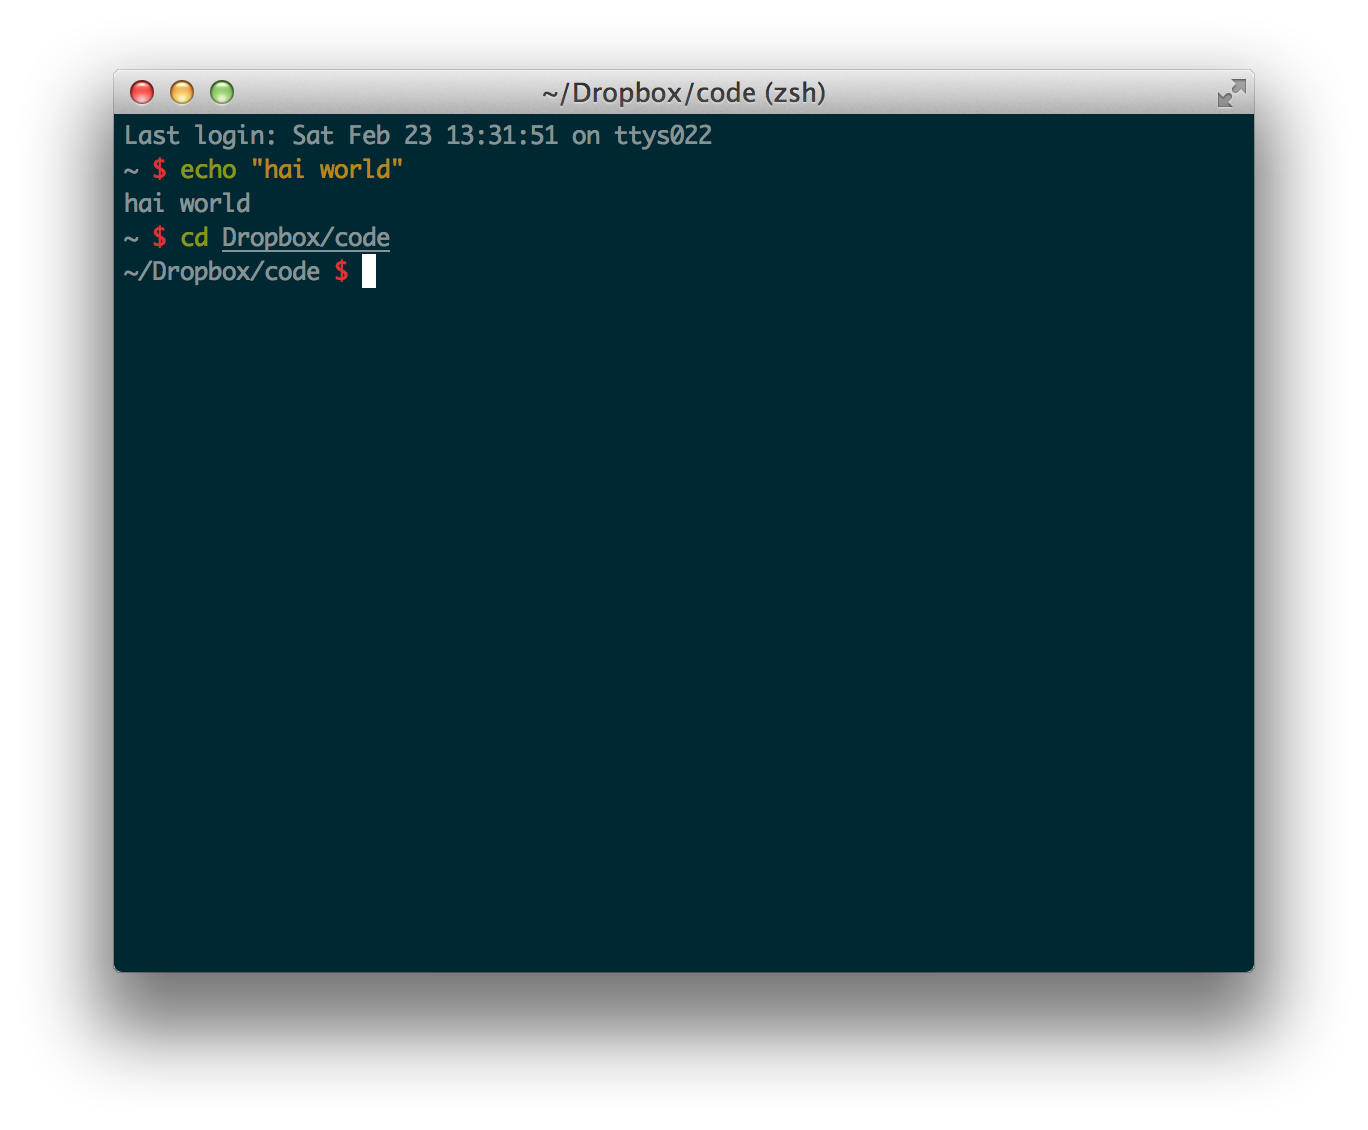 ~/Dropbox/code (zsh)
Last login: Sat Feb 23 13:31:51 on ttys022
~ $ echo "hai world"
hai world
~ $ cd Dropbox/code
~/Dropbox/code $